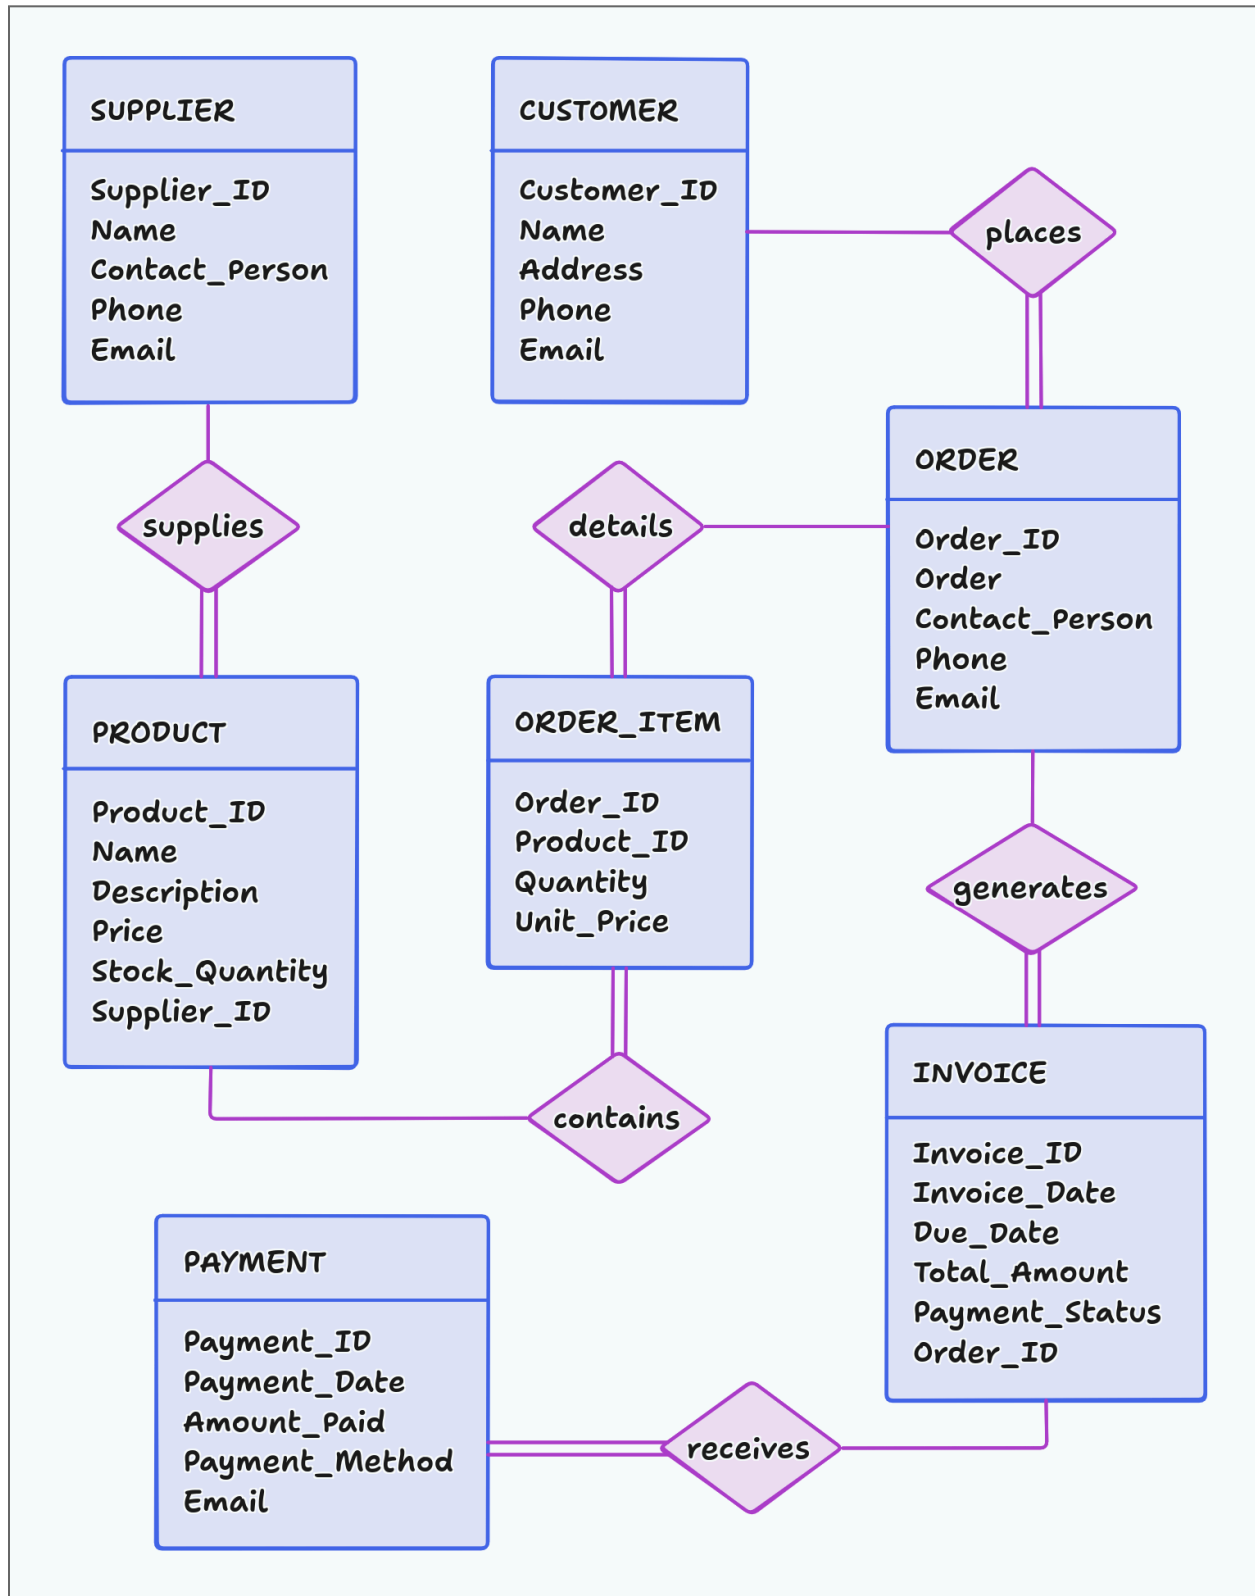 SUPPLIER
Supplier_ID
Name
Contact_Person
Phone
Email
CUSTOMER
Customer_ID
Name
Address
Phone
Email
places
supplies
details
ORDER
Order_ID
Order
Contact_Person
Phone
Email
PRODUCT
Product_ID
Name
Description
Price
Stock_Quantity
Supplier_ID
ORDER_ITEM
Order_ID
Product_ID
Quantity
Unit_Price
generates
contains
INVOICE
Invoice_ID
Invoice_Date
Due_Date
Total_Amount
Payment_Status
Order_ID
PAYMENT
Payment_ID
Payment_Date
Amount_Paid
Payment_Method
Email
receives